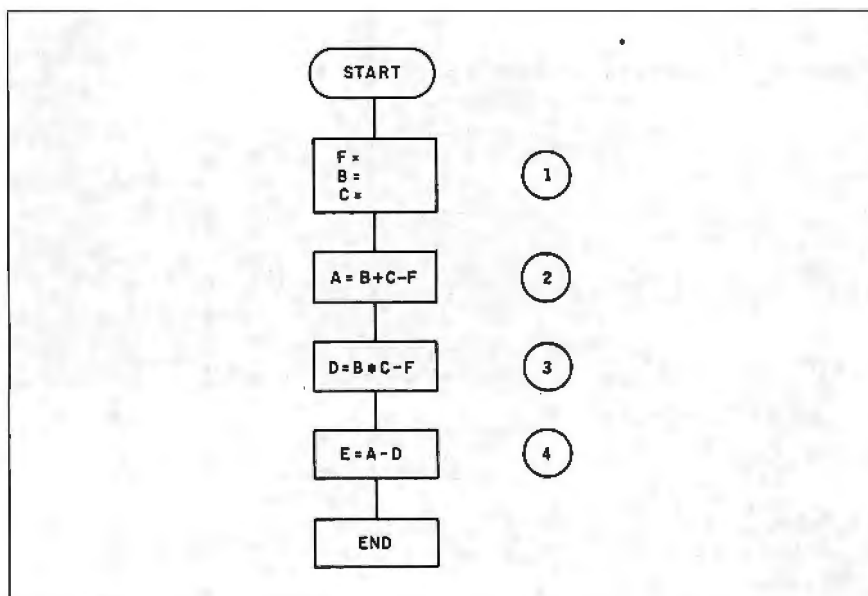 START
F =
B =
C =
1
A = B+C-F
2
D=B*C-F
3
E = A - D
4
END